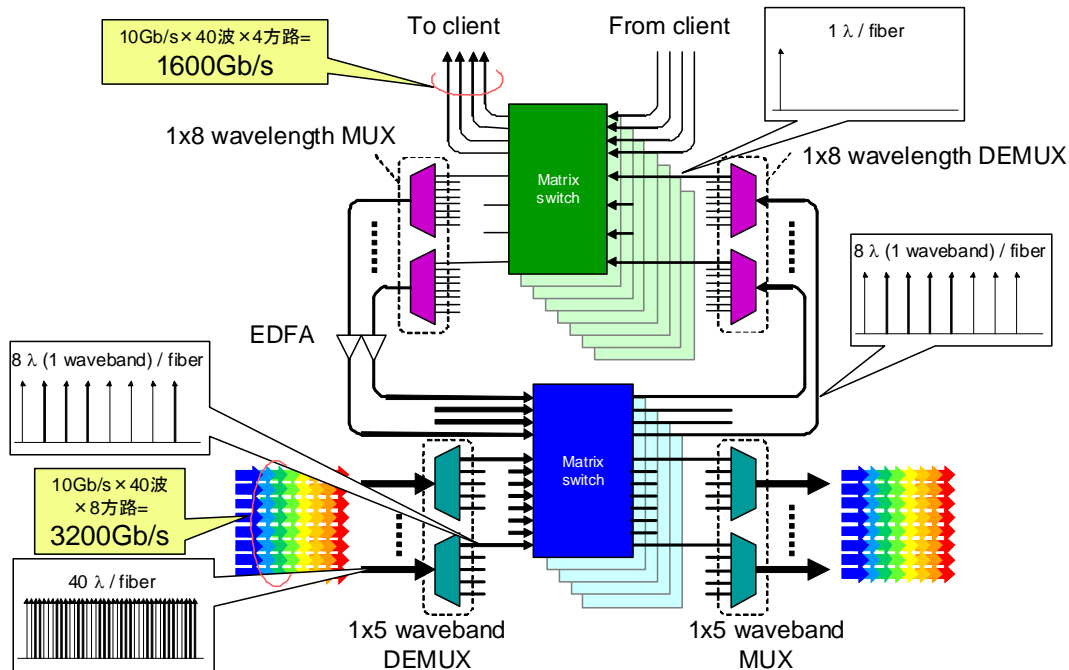 To client
From client
10Gb/s×40波×4方路=
1600Gb/s
1 λ / fiber
1x8 wavelength MUX
1x8 wavelength DEMUX
Matrix
switch
8 λ (1 waveband) / fiber
EDFA
8 λ (1 waveband) / fiber
Matrix
switch
10Gb/s×40波
×8方路=
3200Gb/s
40 λ / fiber
1x5 waveband
DEMUX
1x5 waveband
MUX